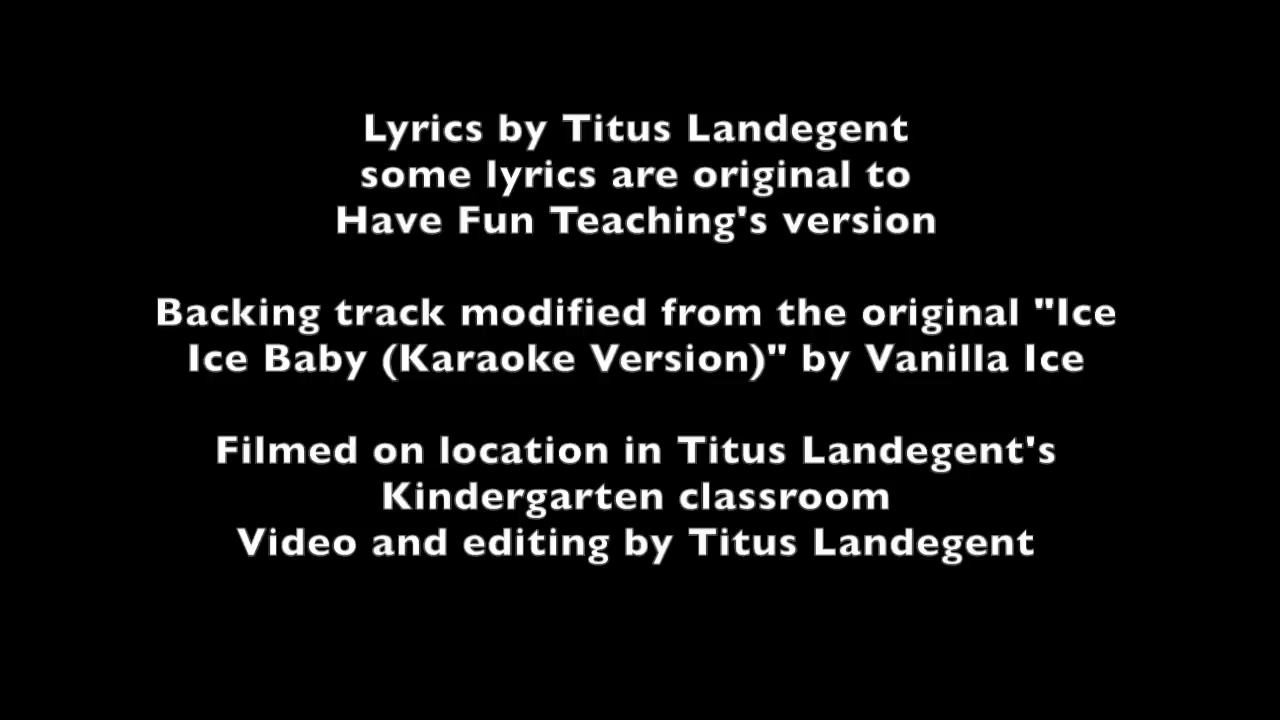 Lyrics by Titus Landegent
some lyrics are original to
Have Fun Teaching's version
Backing track modified from the original "Ice
Ice Baby (Karaoke Version)" by Vanilla Ice
Filmed on location in Titus Landegent's
Kindergarten classroom
Video and editing by Titus Landegent